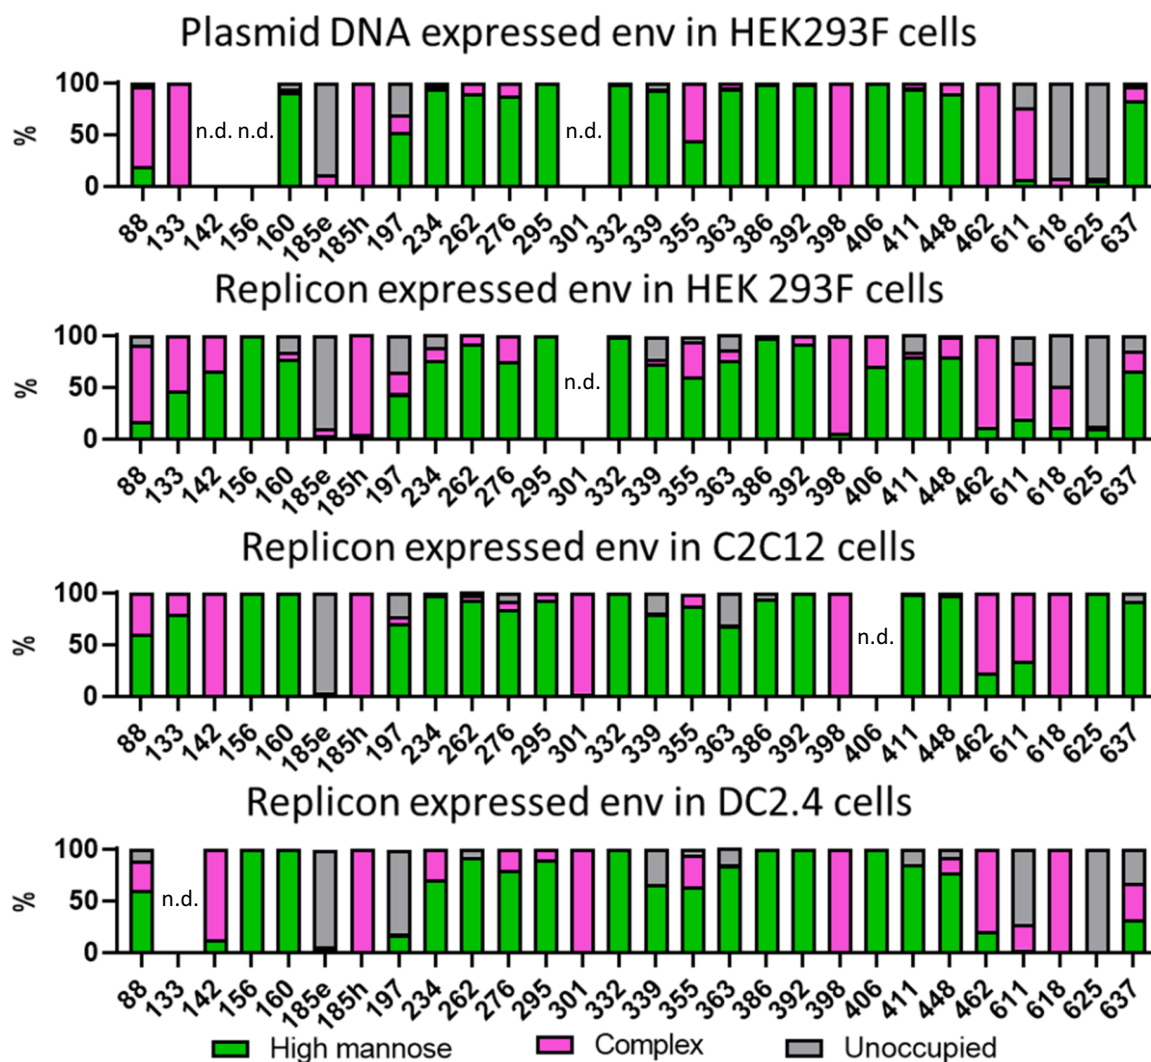 Plasmid DNA expressed env in HEK293F cells
100
50
0
%
n.d. n.d. n.d.
88 133 142 156 160 185e 185h 197 234 262 276 295 301 332 339 355 363 386 392 398 406 411 448 462 611 618 625 637
Replicon expressed env in HEK 293F cells
100
50
0
%
n.d.
88 133 142 156 160 185e 185h 197 234 262 276 295 301 332 339 355 363 386 392 398 406 411 448 462 611 618 625 637
Replicon expressed env in C2C12 cells
100
50
0
%
n.d.
88 133 142 156 160 185e 185h 197 234 262 276 295 301 332 339 355 363 386 392 398 406 411 448 462 611 618 625 637
Replicon expressed env in DC2.4 cells
100
50
0
%
n.d.
88 133 142 156 160 185e 185h 197 234 262 276 295 301 332 339 355 363 386 392 398 406 411 448 462 611 618 625 637
High mannose Complex Unoccupied